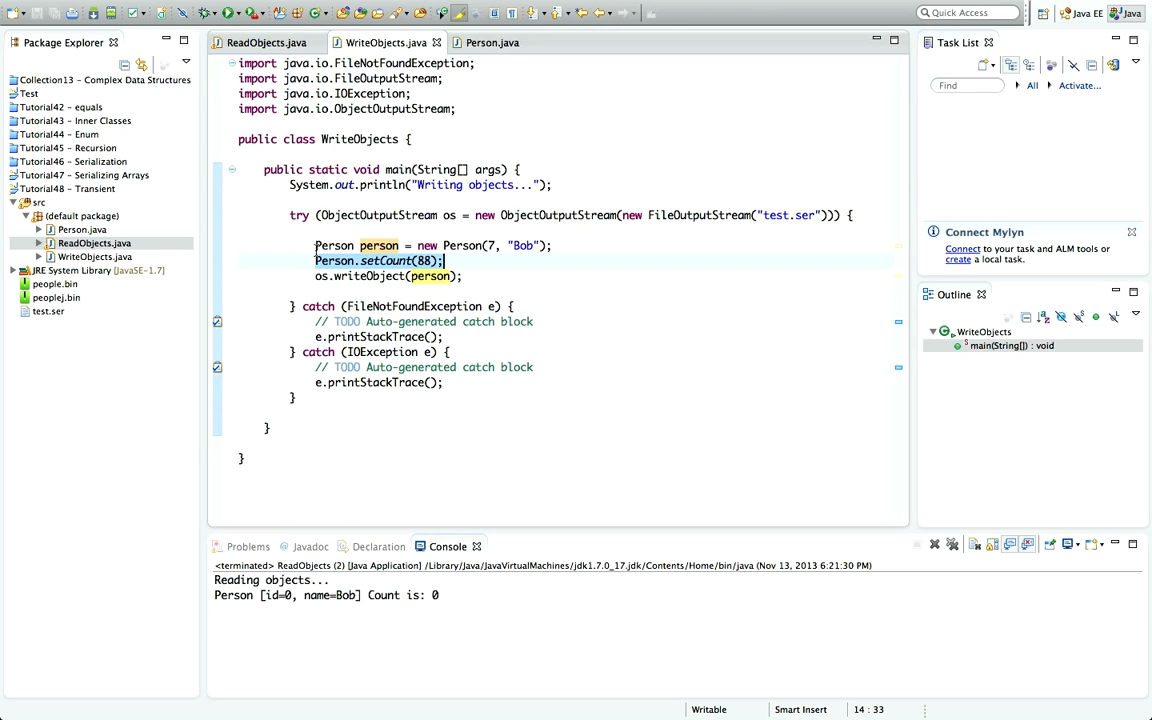 Quick Access
Java EE
Java
Package Explorer
Collection13 - Complex Data Structures
Test
Tutorial42 - equals
Tutorial43 - Inner Classes
Tutorial44 - Enum
Tutorial45 - Recursion
Tutorial46 - Serialization
Tutorial47 - Serializing Arrays
Tutorial48 - Transient
src
(default package)
Person.java
ReadObjects.java
WriteObjects.java
JRE System Library [JavaSE-1.7]
people.bin
peoplej.bin
test.ser
ReadObjects.java
WriteObjects.java
Person.java
import java.io.FileNotFoundException;
import java.io.FileOutputStream;
import java.io.IOException;
import java.io.ObjectOutputStream;
public class WriteObjects {
public static void main(String[] args) {
System.out.println("Writing objects...");
try (ObjectOutputStream os = new ObjectOutputStream(new FileOutputStream("test.ser"))) {
Person person = new Person(7, "Bob");
Person.setCount(88);
os.writeObject(person);
} catch (FileNotFoundException e) {
// TODO Auto-generated catch block
e.printStackTrace();
} catch (IOException e) {
// TODO Auto-generated catch block
e.printStackTrace();
}
}
}
Task List
Find
All
Activate...
Connect Mylyn
Connect to your task and ALM tools or
create a local task.
Outline
WriteObjects
main(String[]) : void
Problems
Javadoc
Declaration
Console
<terminated> ReadObjects (2) [Java Application] /Library/Java/JavaVirtualMachines/jdk1.7.0_17.jdk/Contents/Home/bin/java (Nov 13, 2013 6:21:30 PM)
Reading objects...
Person [id=0, name=Bob] Count is: 0
Writable
Smart Insert
14 : 33